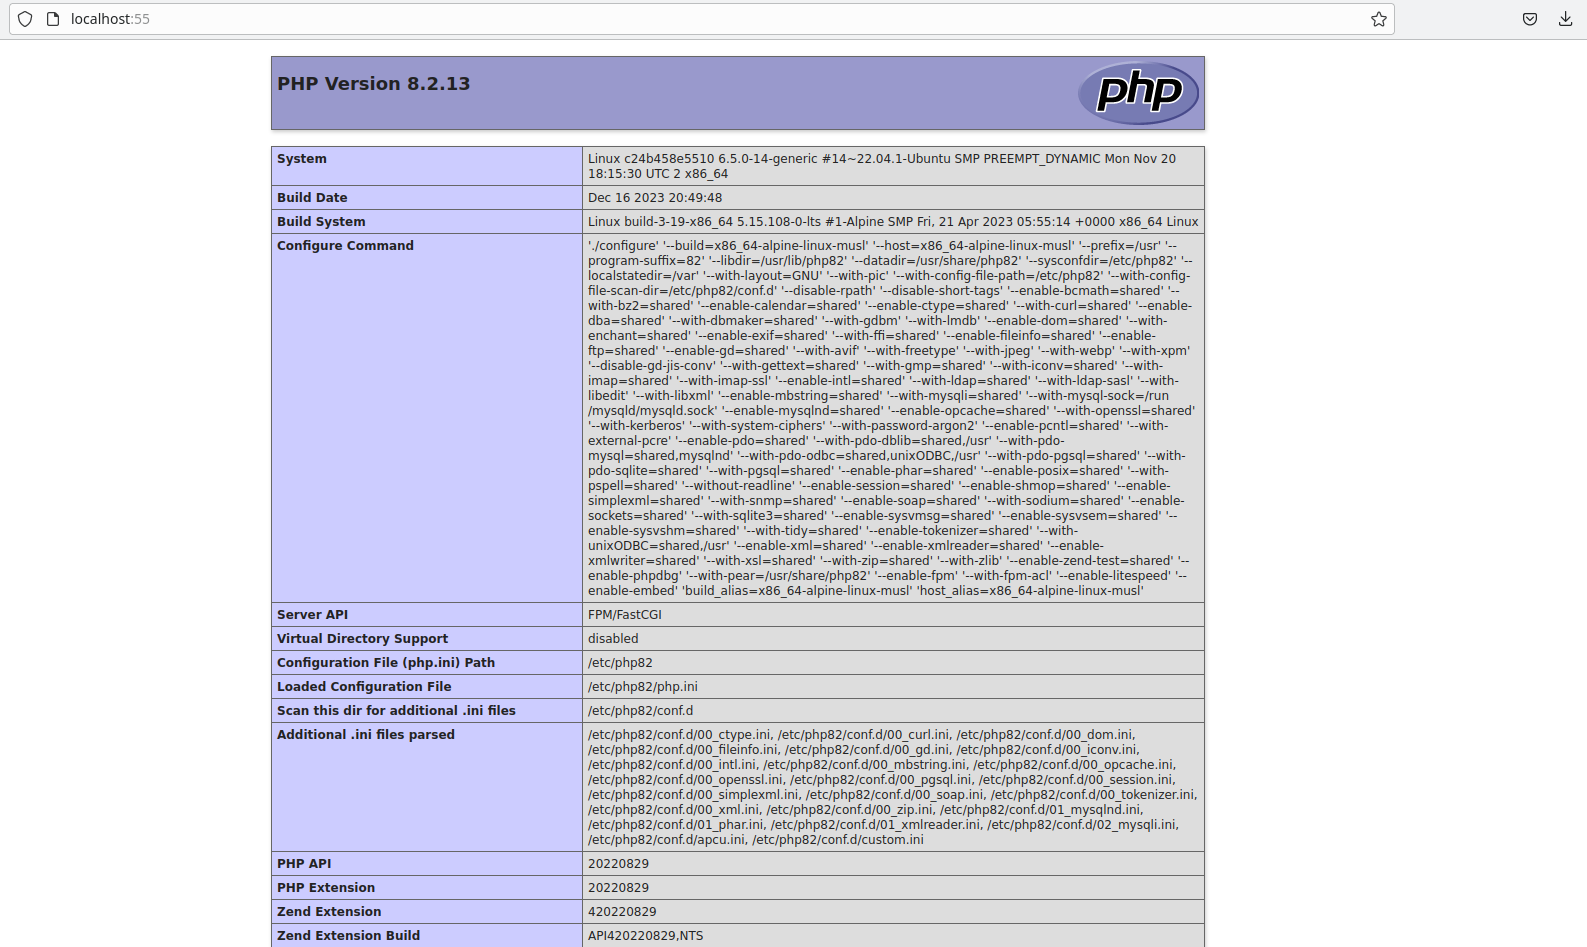 localhost:55
PHP Version 8.2.13
php
System
Linux c24b458e5510 6.5.0-14-generic #14~22.04.1-Ubuntu SMP PREEMPT_DYNAMIC Mon Nov 20
18:15:30 UTC 2 x86_64
Build Date
Dec 16 2023 20:49:48
Build System
Linux build-3-19-x86_64 5.15.108-0-lts #1-Alpine SMP Fri, 21 Apr 2023 05:55:14 +0000 x86_64 Linux
Configure Command
'./configure' '--build=x86_64-alpine-linux-musl' '--host=x86_64-alpine-linux-musl' '--prefix=/usr' '--
program-suffix=82' '--libdir=/usr/lib/php82' '--datadir=/usr/share/php82' '--sysconfdir=/etc/php82' '--
localstatedir=/var' '--with-layout=GNU' '--with-pic' '--with-config-file-path=/etc/php82' '--with-config-
file-scan-dir=/etc/php82/conf.d' '--disable-rpath' '--disable-short-tags' '--enable-bcmath=shared' '--
with-bz2=shared' '--enable-calendar=shared' '--enable-ctype=shared' '--with-curl=shared' '--enable-
dba=shared' '--with-dbmaker=shared' '--with-gdbm' '--with-lmdb' '--enable-dom=shared' '--with-
enchant=shared' '--enable-exif=shared' '--with-ffi=shared' '--enable-fileinfo=shared' '--enable-
ftp=shared' '--enable-gd=shared' '--with-avif' '--with-freetype' '--with-jpeg' '--with-webp' '--with-xpm'
'--disable-gd-jis-conv' '--with-gettext=shared' '--with-gmp=shared' '--with-iconv=shared' '--with-
imap=shared' '--with-imap-ssl' '--enable-intl=shared' '--with-ldap=shared' '--with-ldap-sasl' '--with-
libedit' '--with-libxml' '--enable-mbstring=shared' '--with-mysqli=shared' '--with-mysql-sock=/run
/mysqld/mysqld.sock' '--enable-mysqlnd=shared' '--enable-opcache=shared' '--with-openssl=shared'
'--with-kerberos' '--with-system-ciphers' '--with-password-argon2' '--enable-pcntl=shared' '--with-
external-pcre' '--enable-pdo=shared' '--with-pdo-dblib=shared,/usr' '--with-pdo-
mysql=shared,mysqlnd' '--with-pdo-odbc=shared,unixODBC,/usr' '--with-pdo-pgsql=shared' '--with-
pdo-sqlite=shared' '--with-pgsql=shared' '--enable-phar=shared' '--enable-posix=shared' '--with-
pspell=shared' '--without-readline' '--enable-session=shared' '--enable-shmop=shared' '--enable-
simplexml=shared' '--with-snmp=shared' '--enable-soap=shared' '--with-sodium=shared' '--enable-
sockets=shared' '--with-sqlite3=shared' '--enable-sysvmsg=shared' '--enable-sysvsem=shared' '--
enable-sysvshm=shared' '--with-tidy=shared' '--enable-tokenizer=shared' '--with-
unixODBC=shared,/usr' '--enable-xml=shared' '--enable-xmlreader=shared' '--enable-
xmlwriter=shared' '--with-xsl=shared' '--with-zip=shared' '--with-zlib' '--enable-zend-test=shared' '--
enable-phpdbg' '--with-pear=/usr/share/php82' '--enable-fpm' '--with-fpm-acl' '--enable-litespeed' '--
enable-embed' 'build_alias=x86_64-alpine-linux-musl' 'host_alias=x86_64-alpine-linux-musl'
Server API
FPM/FastCGI
Virtual Directory Support
disabled
Configuration File (php.ini) Path
/etc/php82
Loaded Configuration File
/etc/php82/php.ini
Scan this dir for additional .ini files
/etc/php82/conf.d
Additional .ini files parsed
/etc/php82/conf.d/00_ctype.ini, /etc/php82/conf.d/00_curl.ini, /etc/php82/conf.d/00_dom.ini,
/etc/php82/conf.d/00_fileinfo.ini, /etc/php82/conf.d/00_gd.ini, /etc/php82/conf.d/00_iconv.ini,
/etc/php82/conf.d/00_intl.ini, /etc/php82/conf.d/00_mbstring.ini, /etc/php82/conf.d/00_opcache.ini,
/etc/php82/conf.d/00_openssl.ini, /etc/php82/conf.d/00_pgsql.ini, /etc/php82/conf.d/00_session.ini,
/etc/php82/conf.d/00_simplexml.ini, /etc/php82/conf.d/00_soap.ini, /etc/php82/conf.d/00_tokenizer.ini,
/etc/php82/conf.d/00_xml.ini, /etc/php82/conf.d/00_zip.ini, /etc/php82/conf.d/01_mysqlnd.ini,
/etc/php82/conf.d/01_phar.ini, /etc/php82/conf.d/01_xmlreader.ini, /etc/php82/conf.d/02_mysqli.ini,
/etc/php82/conf.d/apcu.ini, /etc/php82/conf.d/custom.ini
PHP API
20220829
PHP Extension
20220829
Zend Extension
420220829
Zend Extension Build
API420220829,NTS